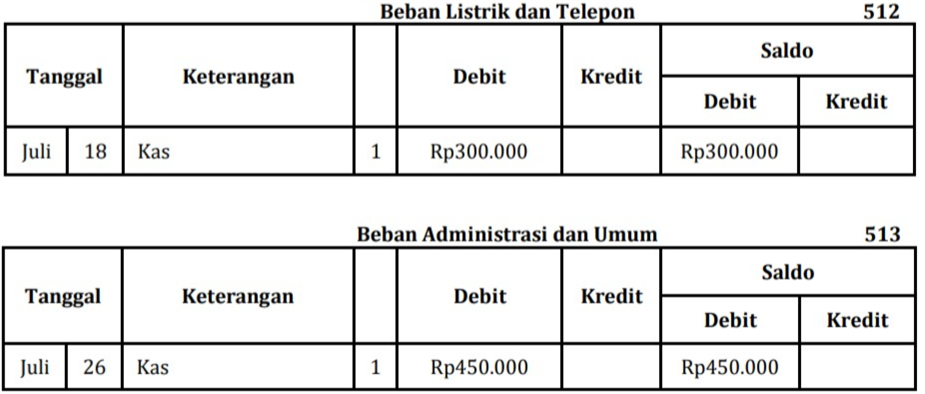 Beban Listrik dan Telepon 512
Tanggal Keterangan Debit Kredit Saldo
Debit Kredit
Juli 18 Kas 1 Rp300.000 Rp300.000
Beban Administrasi dan Umum 513
Tanggal Keterangan Debit Kredit Saldo
Debit Kredit
Juli 26 Kas 1 Rp450.000 Rp450.000